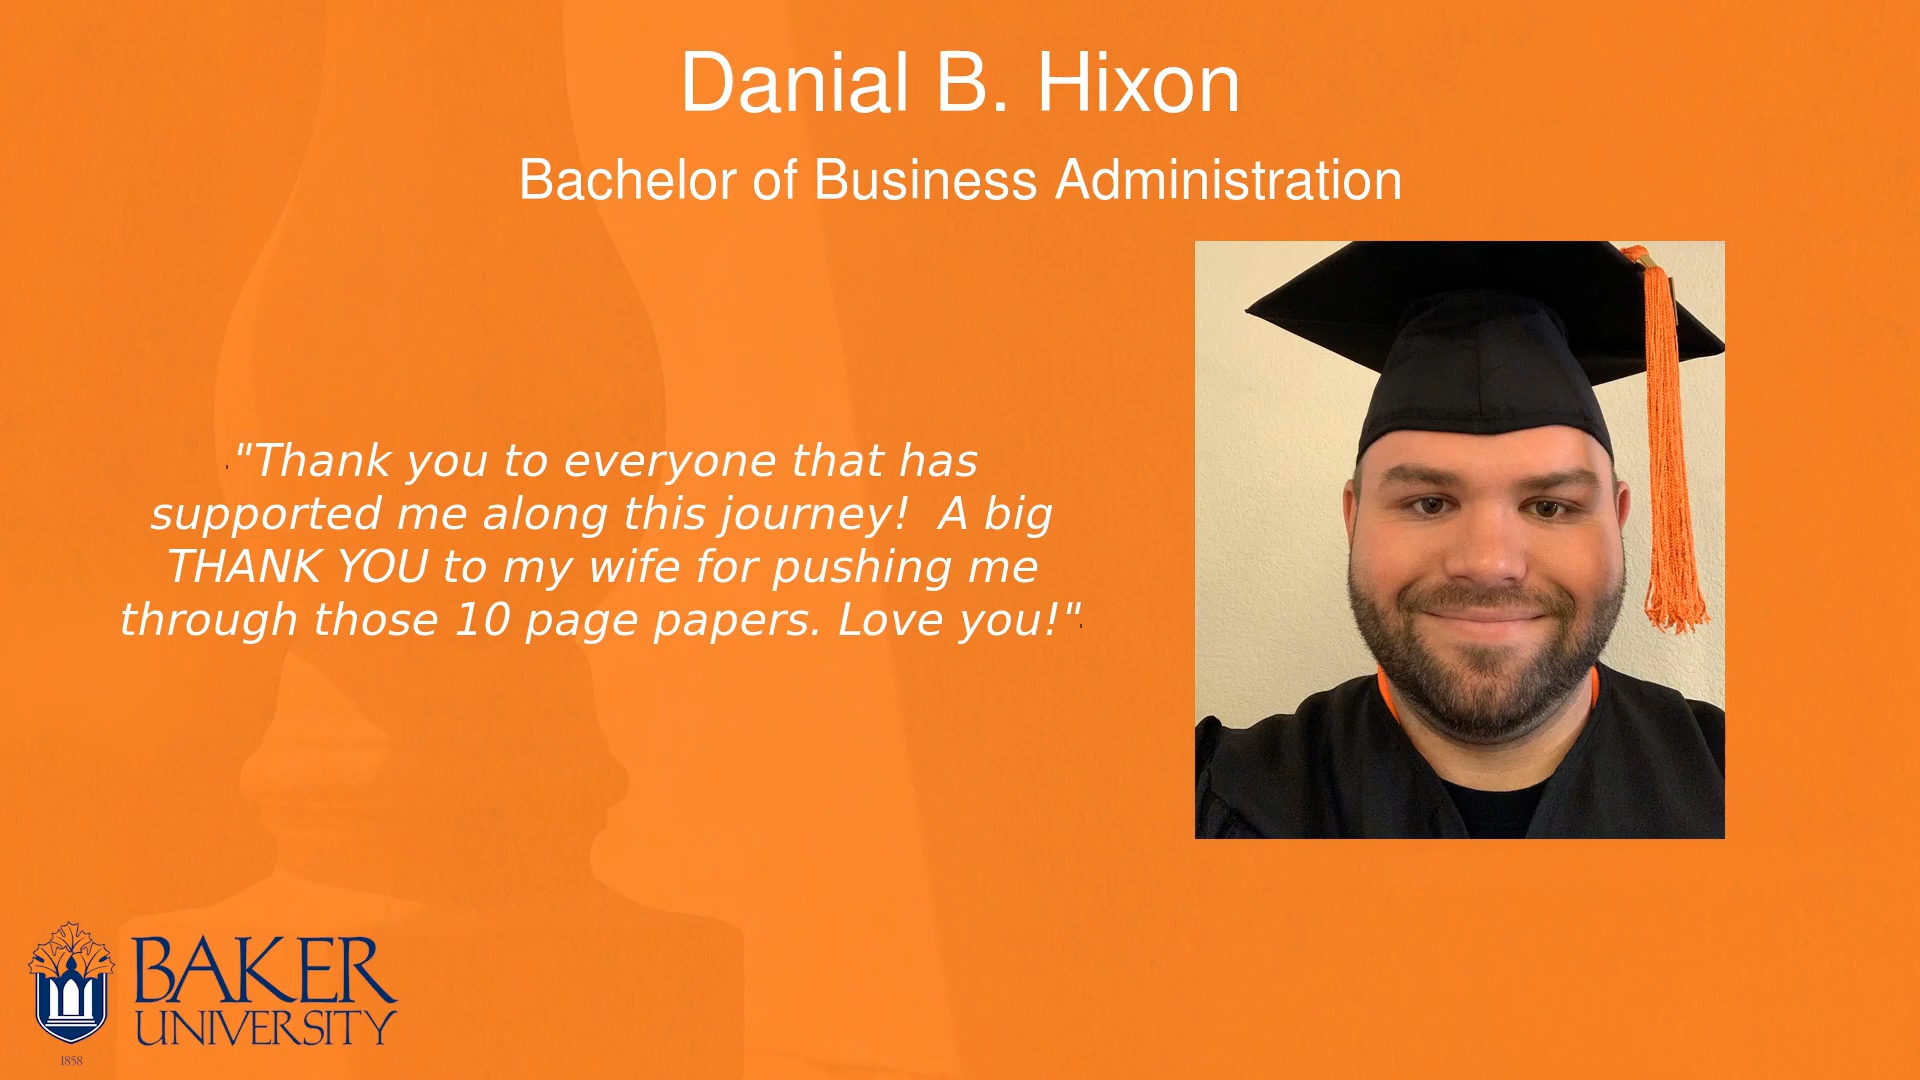 Danial B. Hixon
Bachelor of Business Administration
"Thank you to everyone that has
supported me along this journey!  A big
THANK YOU to my wife for pushing me
through those 10 page papers. Love you!"
BAKER
UNIVERSITY
1858